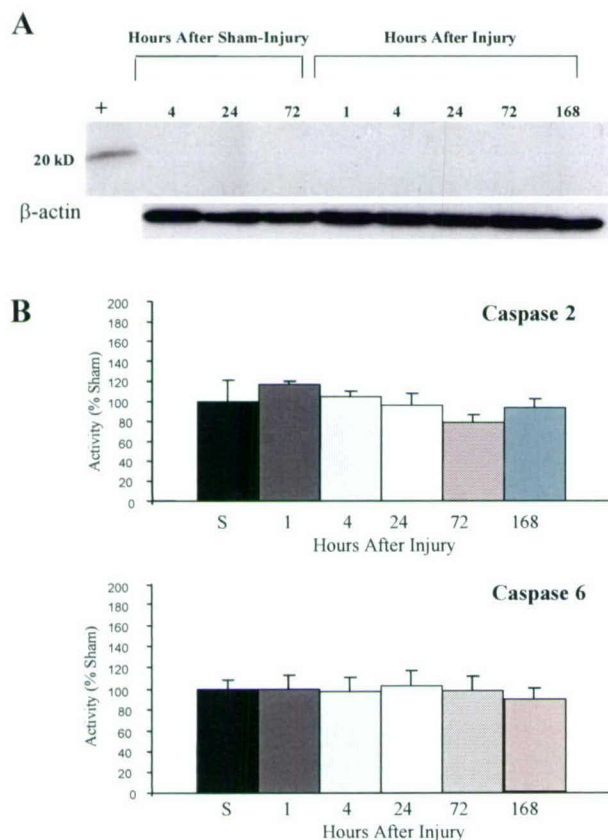 A
Hours After Sham-Injury Hours After Injury
+ 4 24 72 1 4 24 72 168
20 kD
β-actin
B
Caspase 2
200
180
160
140
120
100
80
60
40
20
0
Activity (% Sham)
S 1 4 24 72 168
Hours After Injury
Caspase 6
200
180
160
140
120
100
80
60
40
20
0
Activity (% Sham)
S 1 4 24 72 168
Hours After Injury